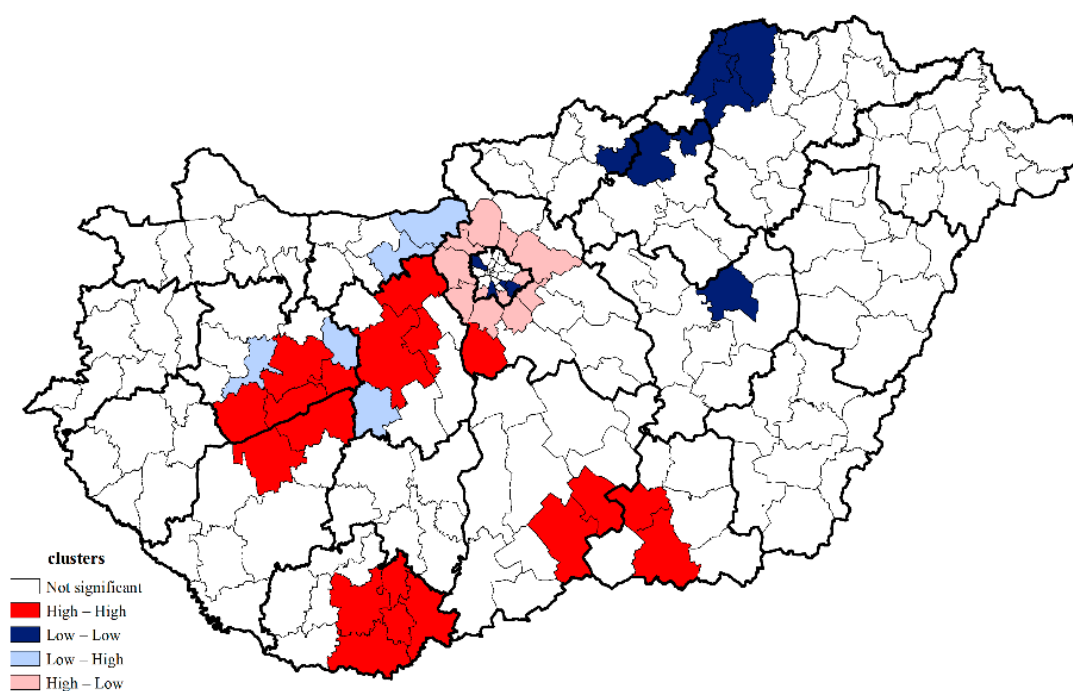 clusters
Not significant
High – High
Low – Low
Low – High
High – Low